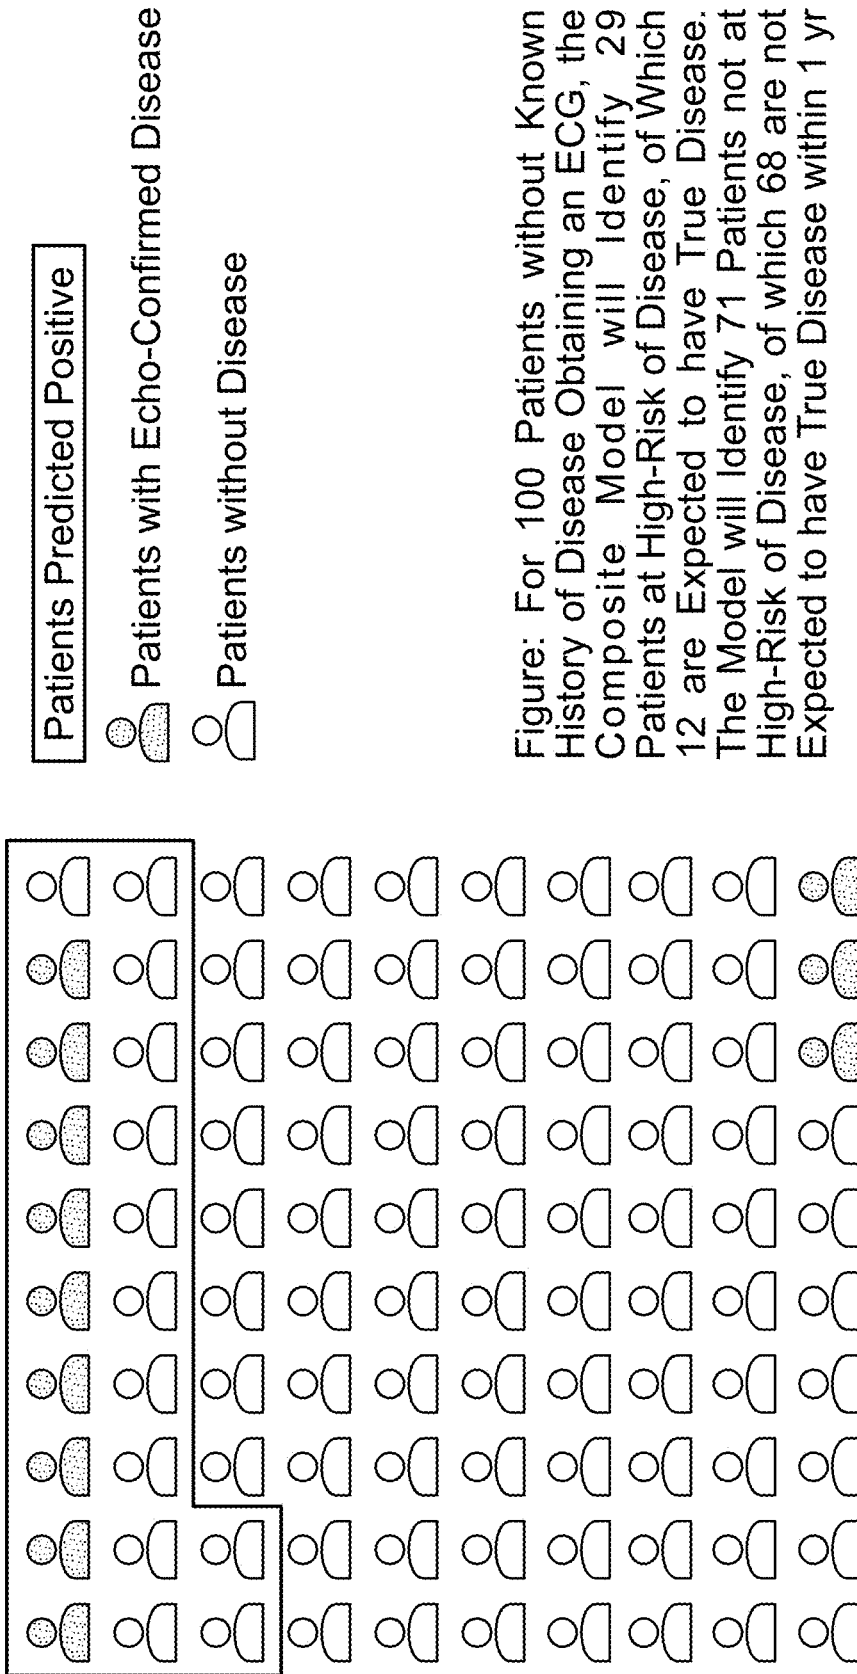 Patients Predicted Positive
Patients with Echo-Confirmed Disease
Patients without Disease
Figure: For 100 Patients without Known
History of Disease Obtaining an ECG, the
Composite Model will Identify 29
Patients at High-Risk of Disease, of Which
12 are Expected to have True Disease.
The Model will Identify 71 Patients not at
High-Risk of Disease, of which 68 are not
Expected to have True Disease within 1 yr